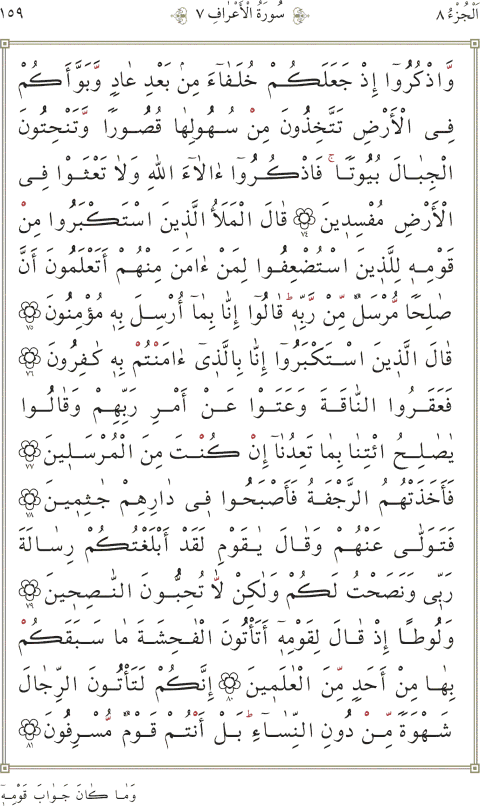 اَلْجُزْءُ ٨ سُورَةُ الْأَعْرَافِ ٧ ١٥٩
وَّاذْكُرُوٓا إِذْ جَعَلَكُمْ خُلَفَآءَ مِنۢ بَعْدِ عَادٍ وَّبَوَّأَكُمْ
فِى الْأَرْضِ تَتَّخِذُونَ مِنْ سُهُولِهَا قُصُورًا وَّتَنْحِتُونَ
الْجِبَالَ بُيُوتًا ۚ فَاذْكُرُوٓا ءَالَآءَ اللّٰهِ وَلَا تَعْثَوْا فِى
الْأَرْضِ مُفْسِدِينَ ٧٤ قَالَ الْمَلَأُ الَّذِينَ اسْتَكْبَرُوا مِنْ
قَوْمِهٖ لِلَّذِينَ اسْتُضْعِفُوا لِمَنْ ءَامَنَ مِنْهُمْ أَتَعْلَمُونَ أَنَّ
صٰلِحًا مُّرْسَلٌ مِّنْ رَّبِّهٖ ۚ قَالُوٓا إِنَّا بِمَآ أُرْسِلَ بِهٖ مُؤْمِنُونَ ٧٥
قَالَ الَّذِينَ اسْتَكْبَرُوٓا إِنَّا بِالَّذِىٓ ءَامَنْتُمْ بِهٖ كٰفِرُونَ ٧٦
فَعَقَرُوا النَّاقَةَ وَعَتَوْا عَنْ أَمْرِ رَبِّهِمْ وَقَالُوا
يٰصٰلِحُ ائْتِنَا بِمَا تَعِدُنَآ إِنْ كُنْتَ مِنَ الْمُرْسَلِينَ ٧٧
فَأَخَذَتْهُمُ الرَّجْفَةُ فَأَصْبَحُوا فِى دَارِهِمْ جٰثِمِينَ ٧٨
فَتَوَلّٰى عَنْهُمْ وَقَالَ يٰقَوْمِ لَقَدْ أَبْلَغْتُكُمْ رِسَالَةَ
رَبِّى وَنَصَحْتُ لَكُمْ وَلٰكِنْ لَّا تُحِبُّونَ النّٰصِحِينَ ٧٩
وَلُوطًا إِذْ قَالَ لِقَوْمِهٖٓ أَتَأْتُونَ الْفٰحِشَةَ مَا سَبَقَكُمْ
بِهَا مِنْ أَحَدٍ مِّنَ الْعٰلَمِينَ ٨٠ إِنَّكُمْ لَتَأْتُونَ الرِّجَالَ
شَهْوَةً مِّنْ دُونِ النِّسَآءِ ۚ بَلْ أَنْتُمْ قَوْمٌ مُّسْرِفُونَ ٨١
وَمَا كَانَ جَوَابَ قَوْمِهٖٓ